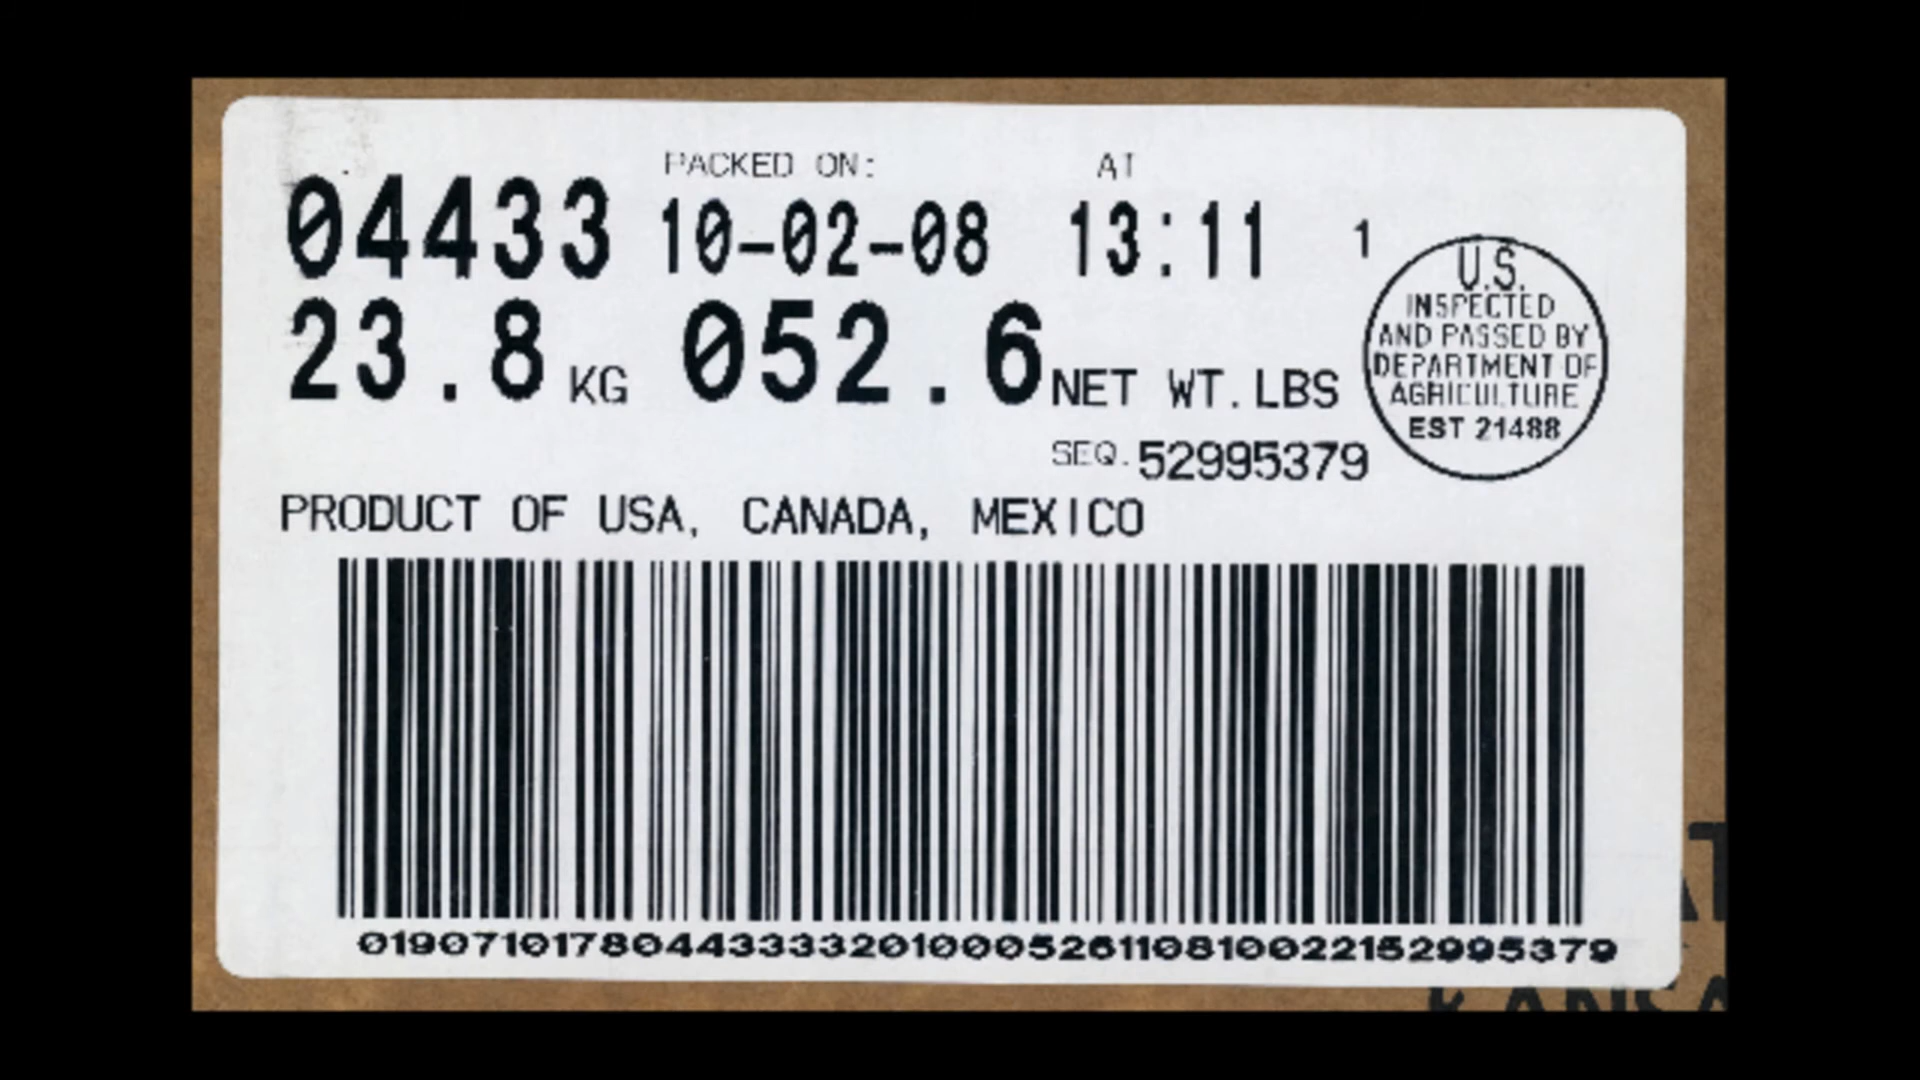 PACKED ON: AT
04433 10-02-08 13:11 1
23.8 KG 052.6 NET WT. LBS
SEQ. 52995379
U.S.
INSPECTED
AND PASSED BY
DEPARTMENT OF
AGRICULTURE
EST 21488
PRODUCT OF USA, CANADA, MEXICO
01907101780443333201000526110810022152995379